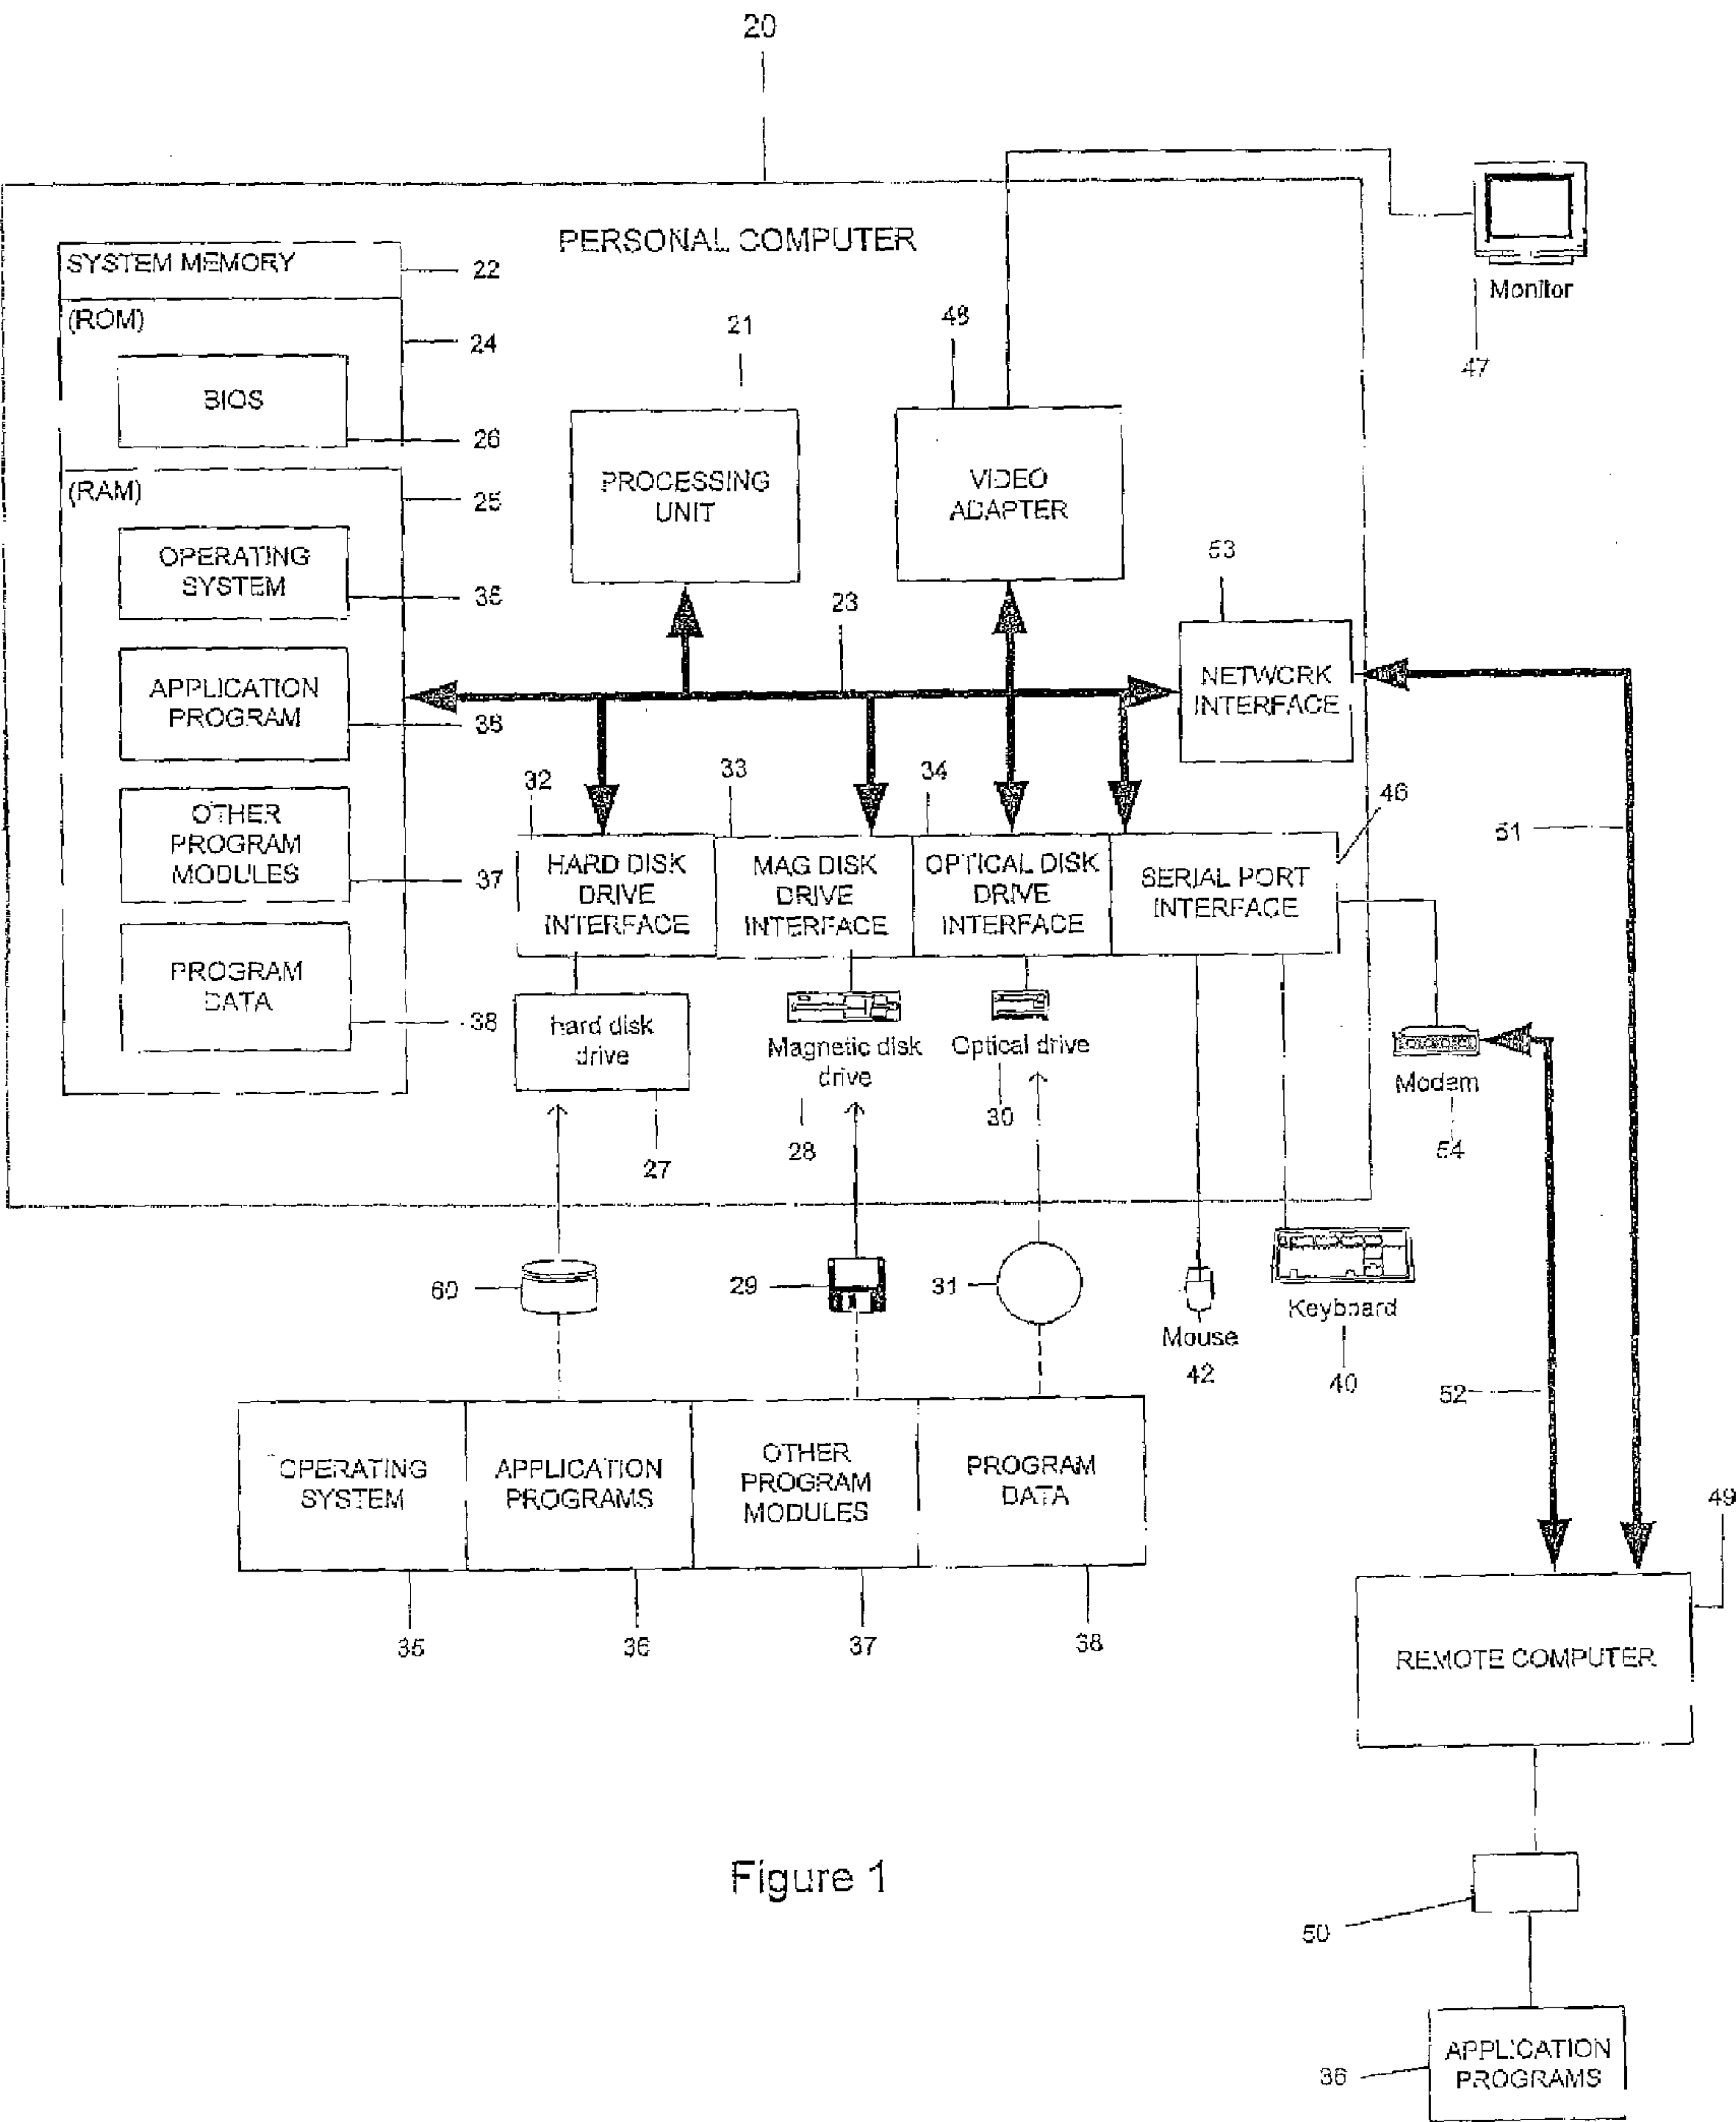 20
PERSONAL COMPUTER
SYSTEM MEMORY
22
(ROM)
24
BIOS
26
(RAM)
25
OPERATING
SYSTEM
35
APPLICATION
PROGRAM
36
OTHER
PROGRAM
MODULES
37
PROGRAM
DATA
38
21
PROCESSING
UNIT
48
VIDEO
ADAPTER
Monitor
47
23
53
NETWORK
INTERFACE
32
HARD DISK
DRIVE
INTERFACE
33
MAG DISK
DRIVE
INTERFACE
34
OPTICAL DISK
DRIVE
INTERFACE
46
SERIAL PORT
INTERFACE
51
hard disk
drive
27
Magnetic disk
drive
28
Optical drive
30
Modem
54
60
29
31
Mouse
42
Keyboard
40
52
OPERATING
SYSTEM
35
APPLICATION
PROGRAMS
36
OTHER
PROGRAM
MODULES
37
PROGRAM
DATA
38
49
REMOTE COMPUTER
50
APPLICATION
PROGRAMS
36
Figure 1